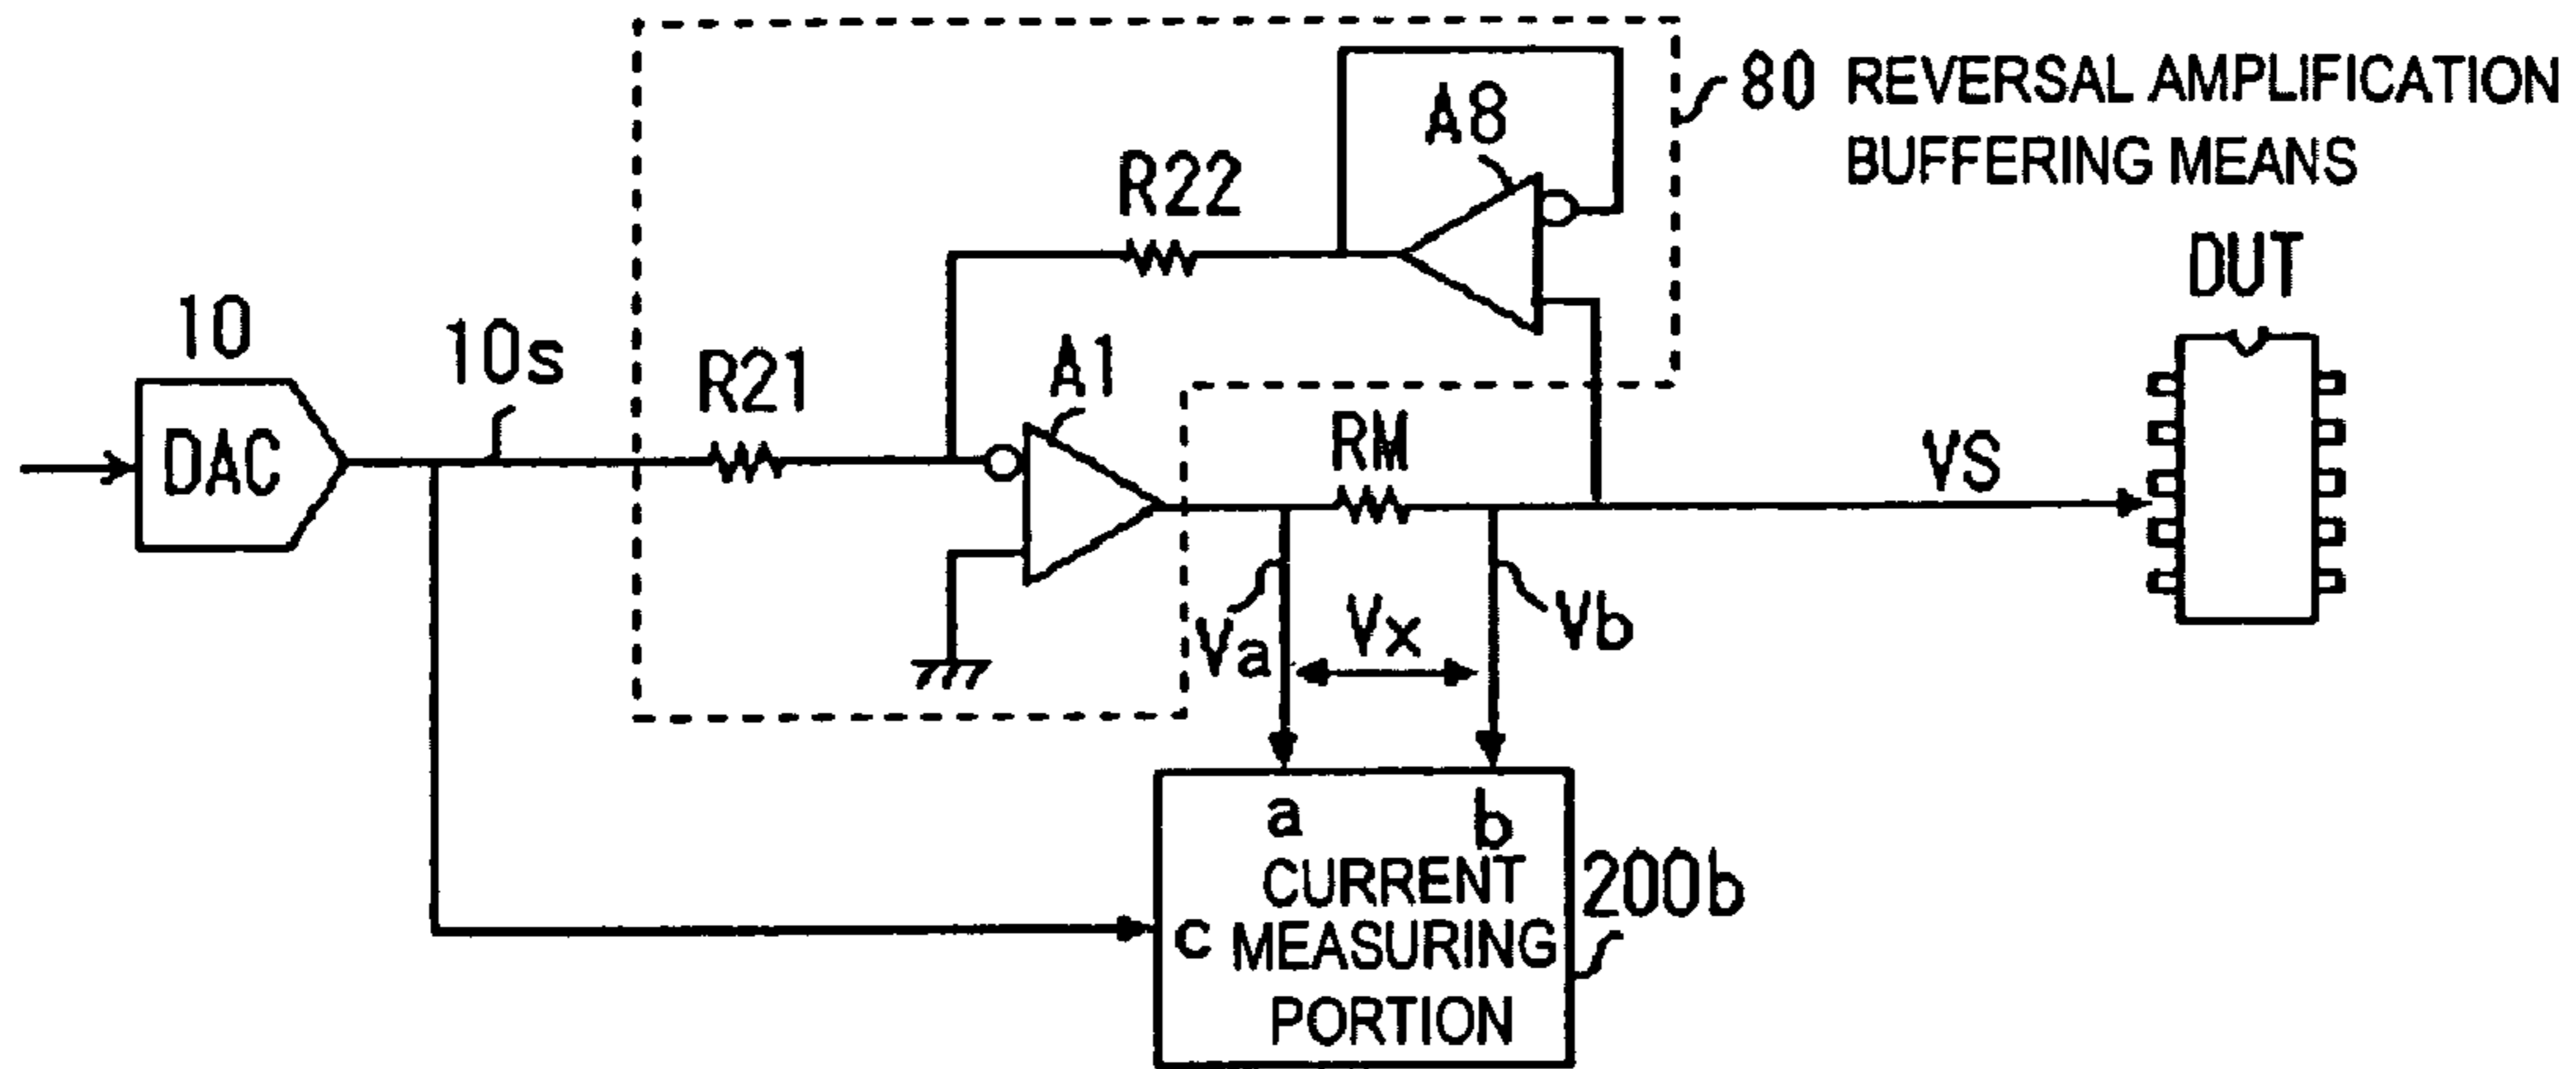 80 REVERSAL AMPLIFICATION
BUFFERING MEANS
A8
R22
DUT
10
10s
R21
A1
RM
VS
DAC
Va
Vx
Vb
a
b
CURRENT
200b
c MEASURING
PORTION